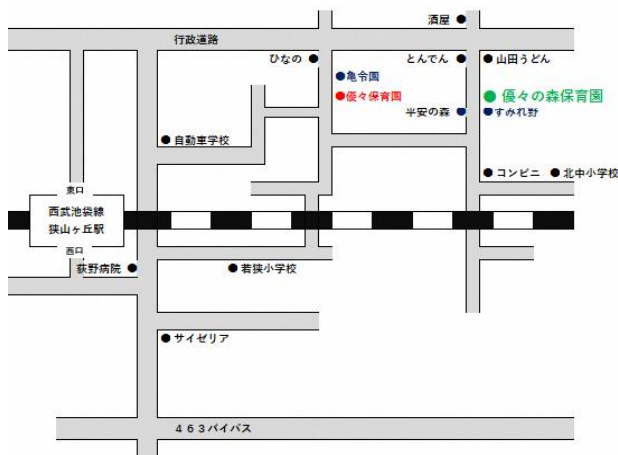 酒屋
行政道路
ひなの
とんでん
山田うどん
亀令園
優々保育園
優々の森保育園
半安の森
すみれ野
自動車学校
コンビニ
北中小学校
東口
西武池袋線
狭山ヶ丘駅
西口
荻野病院
若狭小学校
サイゼリア
463バイパス